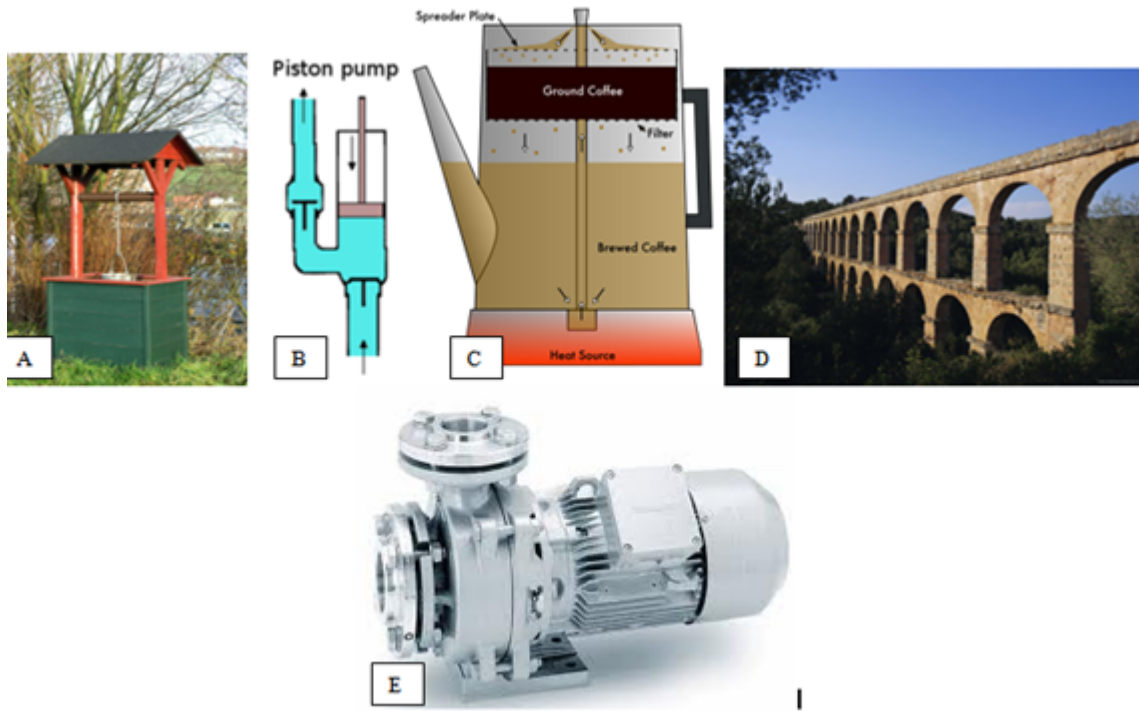 Piston pump
Spreader Plate
Ground Coffee
Filter
Brewed Coffee
Heat Source
A
B
C
D
E